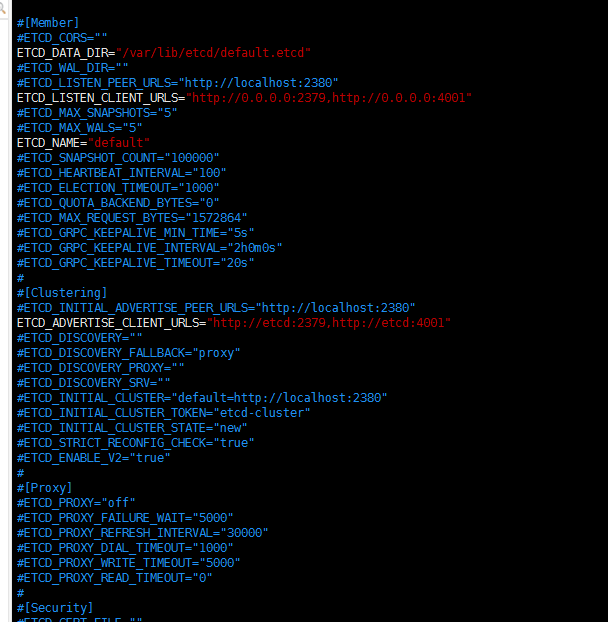 #[Member]
#ETCD_CORS=""
ETCD_DATA_DIR="/var/lib/etcd/default.etcd"
#ETCD_WAL_DIR=""
#ETCD_LISTEN_PEER_URLS="http://localhost:2380"
ETCD_LISTEN_CLIENT_URLS="http://0.0.0.0:2379,http://0.0.0.0:4001"
#ETCD_MAX_SNAPSHOTS="5"
#ETCD_MAX_WALS="5"
ETCD_NAME="default"
#ETCD_SNAPSHOT_COUNT="100000"
#ETCD_HEARTBEAT_INTERVAL="100"
#ETCD_ELECTION_TIMEOUT="1000"
#ETCD_QUOTA_BACKEND_BYTES="0"
#ETCD_MAX_REQUEST_BYTES="1572864"
#ETCD_GRPC_KEEPALIVE_MIN_TIME="5s"
#ETCD_GRPC_KEEPALIVE_INTERVAL="2h0m0s"
#ETCD_GRPC_KEEPALIVE_TIMEOUT="20s"
#
#[Clustering]
#ETCD_INITIAL_ADVERTISE_PEER_URLS="http://localhost:2380"
ETCD_ADVERTISE_CLIENT_URLS="http://etcd:2379,http://etcd:4001"
#ETCD_DISCOVERY=""
#ETCD_DISCOVERY_FALLBACK="proxy"
#ETCD_DISCOVERY_PROXY=""
#ETCD_DISCOVERY_SRV=""
#ETCD_INITIAL_CLUSTER="default=http://localhost:2380"
#ETCD_INITIAL_CLUSTER_TOKEN="etcd-cluster"
#ETCD_INITIAL_CLUSTER_STATE="new"
#ETCD_STRICT_RECONFIG_CHECK="true"
#ETCD_ENABLE_V2="true"
#
#[Proxy]
#ETCD_PROXY="off"
#ETCD_PROXY_FAILURE_WAIT="5000"
#ETCD_PROXY_REFRESH_INTERVAL="30000"
#ETCD_PROXY_DIAL_TIMEOUT="1000"
#ETCD_PROXY_WRITE_TIMEOUT="5000"
#ETCD_PROXY_READ_TIMEOUT="0"
#
#[Security]
#ETCD_CERT_FILE=""